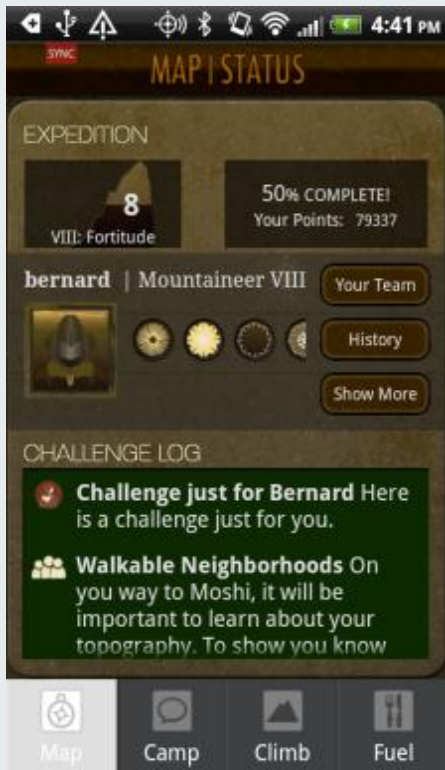 4:41 PM
SYNC
MAP | STATUS
EXPEDITION
8
VIII: Fortitude
50% COMPLETE!
Your Points: 79337
bernard | Mountaineer VIII
Your Team
History
Show More
CHALLENGE LOG
Challenge just for Bernard Here
is a challenge just for you.
Walkable Neighborhoods On
you way to Moshi, it will be
important to learn about your
topography. To show you know
Map
Camp
Climb
Fuel